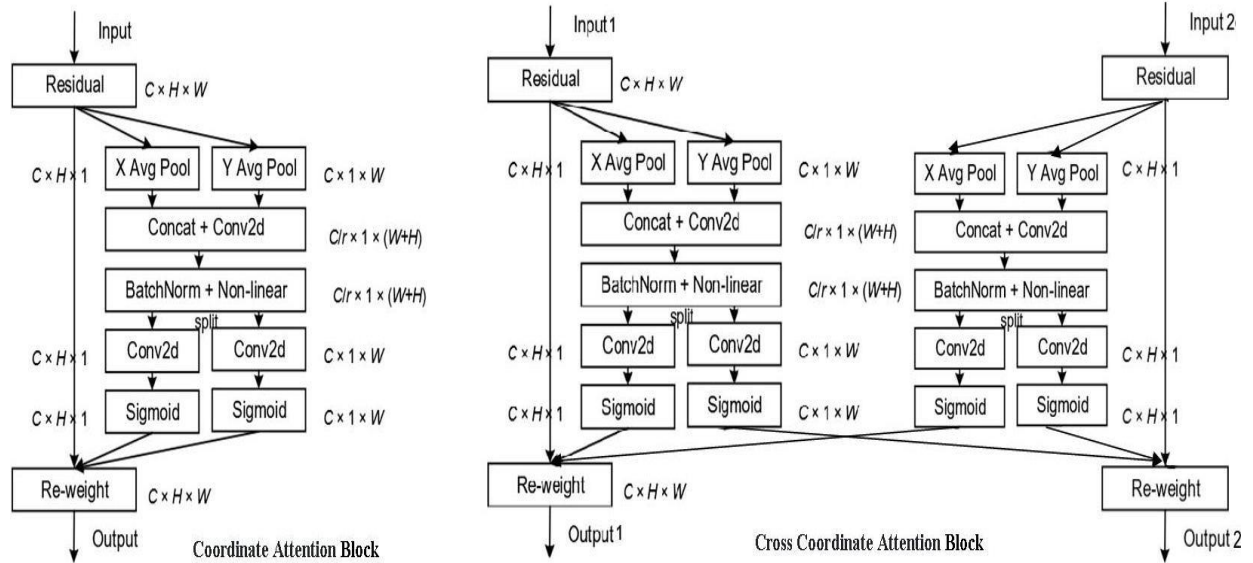 Input
Residual
C × H × W
C × H × 1
X Avg Pool
Y Avg Pool
C × 1 × W
Concat + Conv2d
C/r × 1 × (W+H)
BatchNorm + Non-linear
C/r × 1 × (W+H)
split
C × H × 1
Conv2d
Conv2d
C × 1 × W
C × H × 1
Sigmoid
Sigmoid
C × 1 × W
Re-weight
C × H × W
Output
Coordinate Attention Block
Input 1
Residual
C × H × W
C × H × 1
X Avg Pool
Y Avg Pool
C × 1 × W
Concat + Conv2d
C/r × 1 × (W+H)
BatchNorm + Non-linear
C/r × 1 × (W+H)
split
C × H × 1
Conv2d
Conv2d
C × 1 × W
C × H × 1
Sigmoid
Sigmoid
C × 1 × W
Re-weight
C × H × W
Output 1
Input 2
Residual
X Avg Pool
Y Avg Pool
C × H × 1
Concat + Conv2d
BatchNorm + Non-linear
split
Conv2d
Conv2d
C × H × 1
Sigmoid
Sigmoid
C × H × 1
Re-weight
Output 2
Cross Coordinate Attention Block